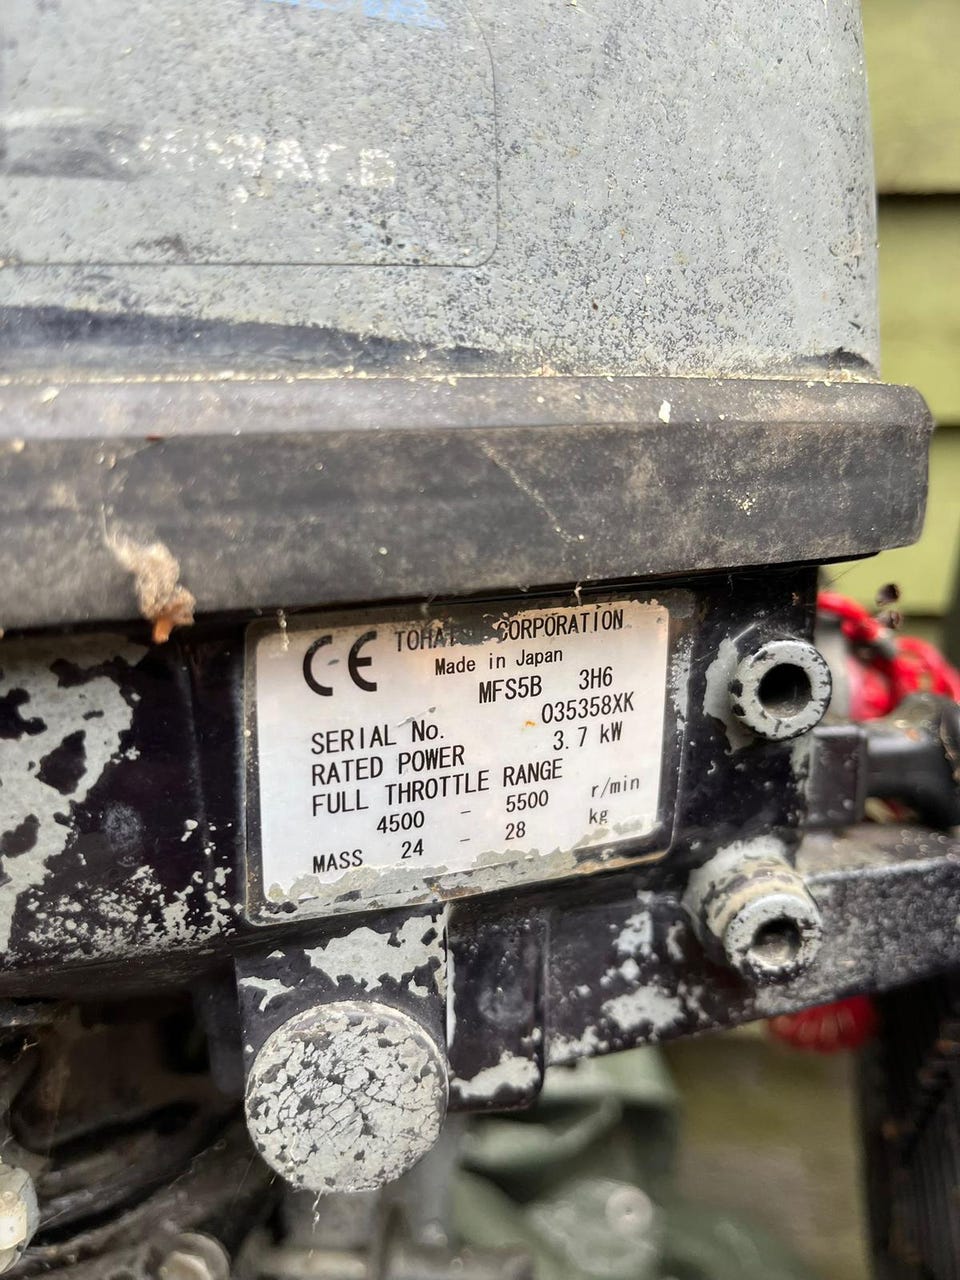 CE TOHATSU CORPORATION
Made in Japan
MFS5B 3H6
SERIAL No. 035358XK
RATED POWER 3.7 kW
FULL THROTTLE RANGE
4500 - 5500 r/min
MASS 24 - 28 kg